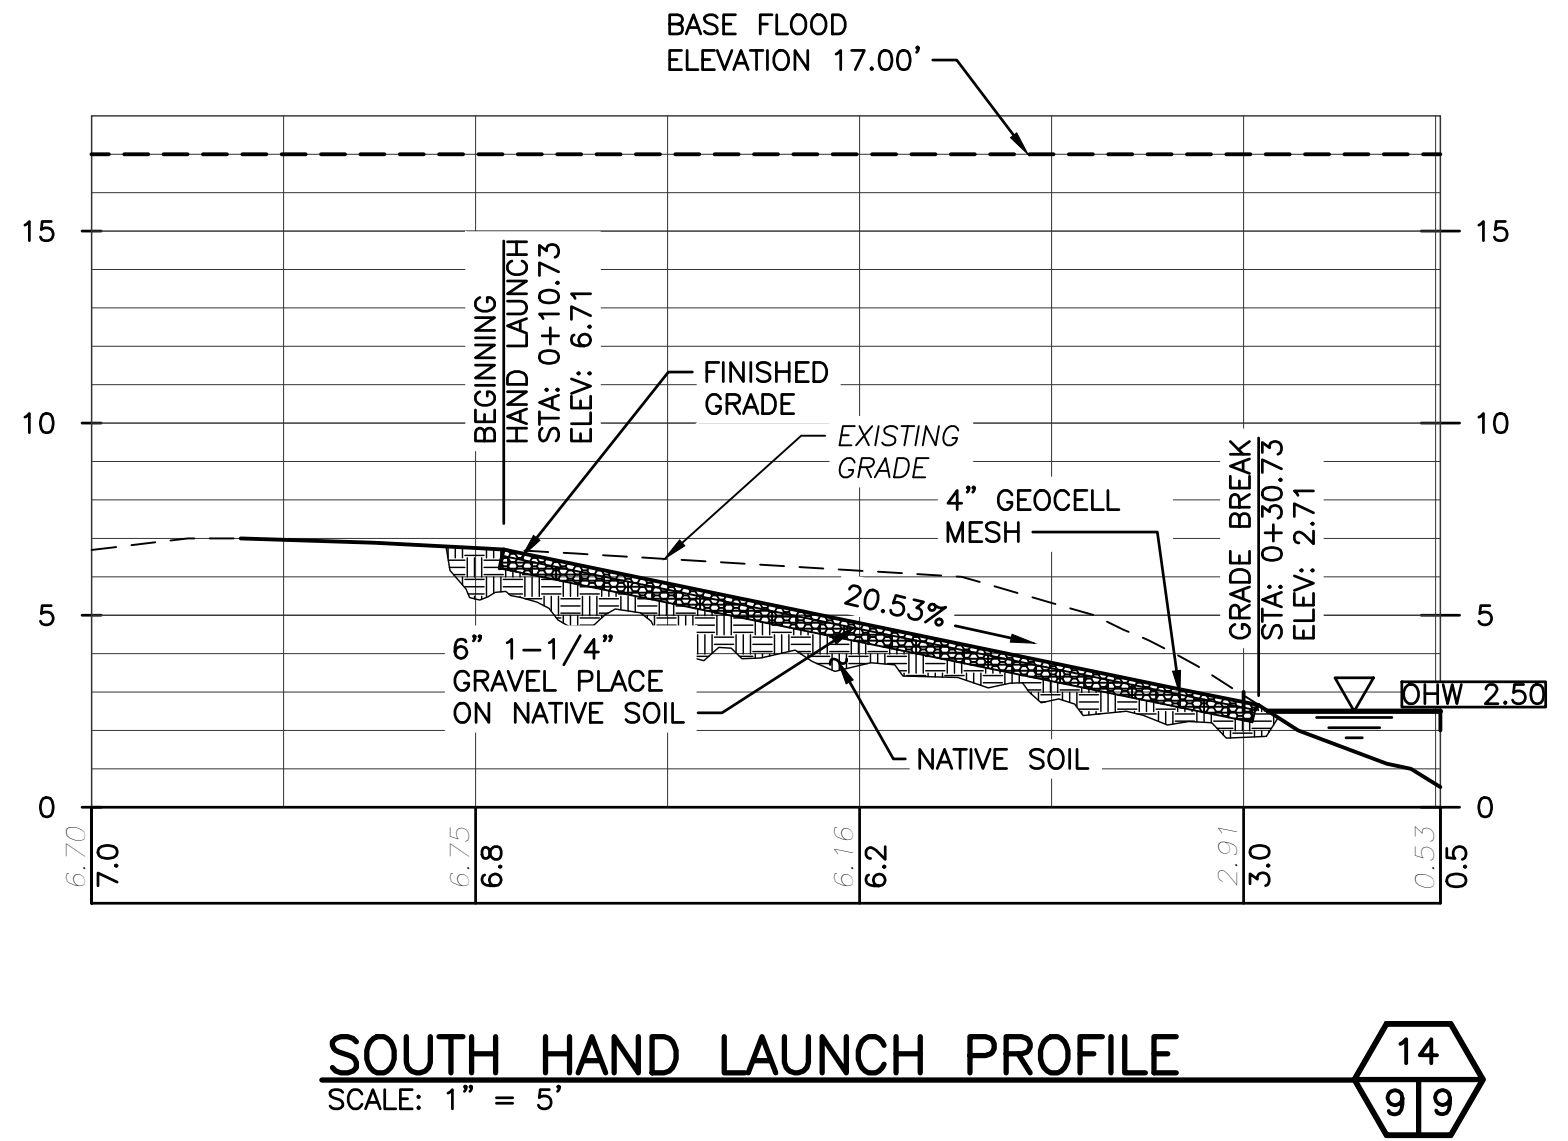 BASE FLOOD
ELEVATION 17.00'
15
15
BEGINNING
HAND LAUNCH
STA: 0+10.73
ELEV: 6.71
FINISHED
GRADE
EXISTING
GRADE
10
10
GRADE BREAK
STA: 0+30.73
ELEV: 2.71
4" GEOCELL
MESH
20.53%
5
5
6" 1-1/4"
GRAVEL PLACE
ON NATIVE SOIL
OHW 2.50
NATIVE SOIL
0
0
6.70
7.0
6.75
6.8
6.16
6.2
2.91
3.0
0.53
0.5
SOUTH HAND LAUNCH PROFILE
SCALE: 1" = 5'
14
9 9